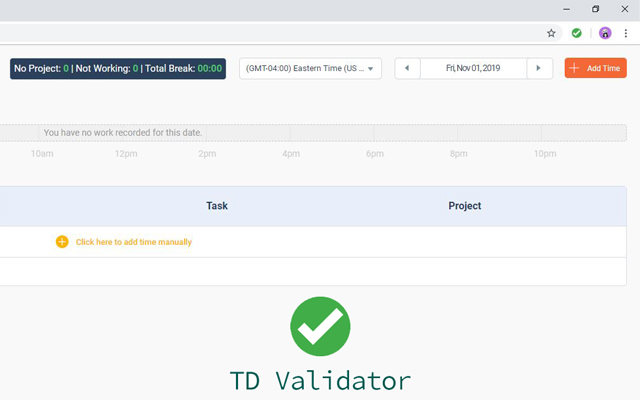 No Project: 0 | Not Working: 0 | Total Break: 00:00
(GMT-04:00) Eastern Time (US ...
Fri, Nov 01, 2019
Add Time
You have no work recorded for this date.
10am 12pm 2pm 4pm 6pm 8pm 10pm
Task Project
Click here to add time manually
TD Validator